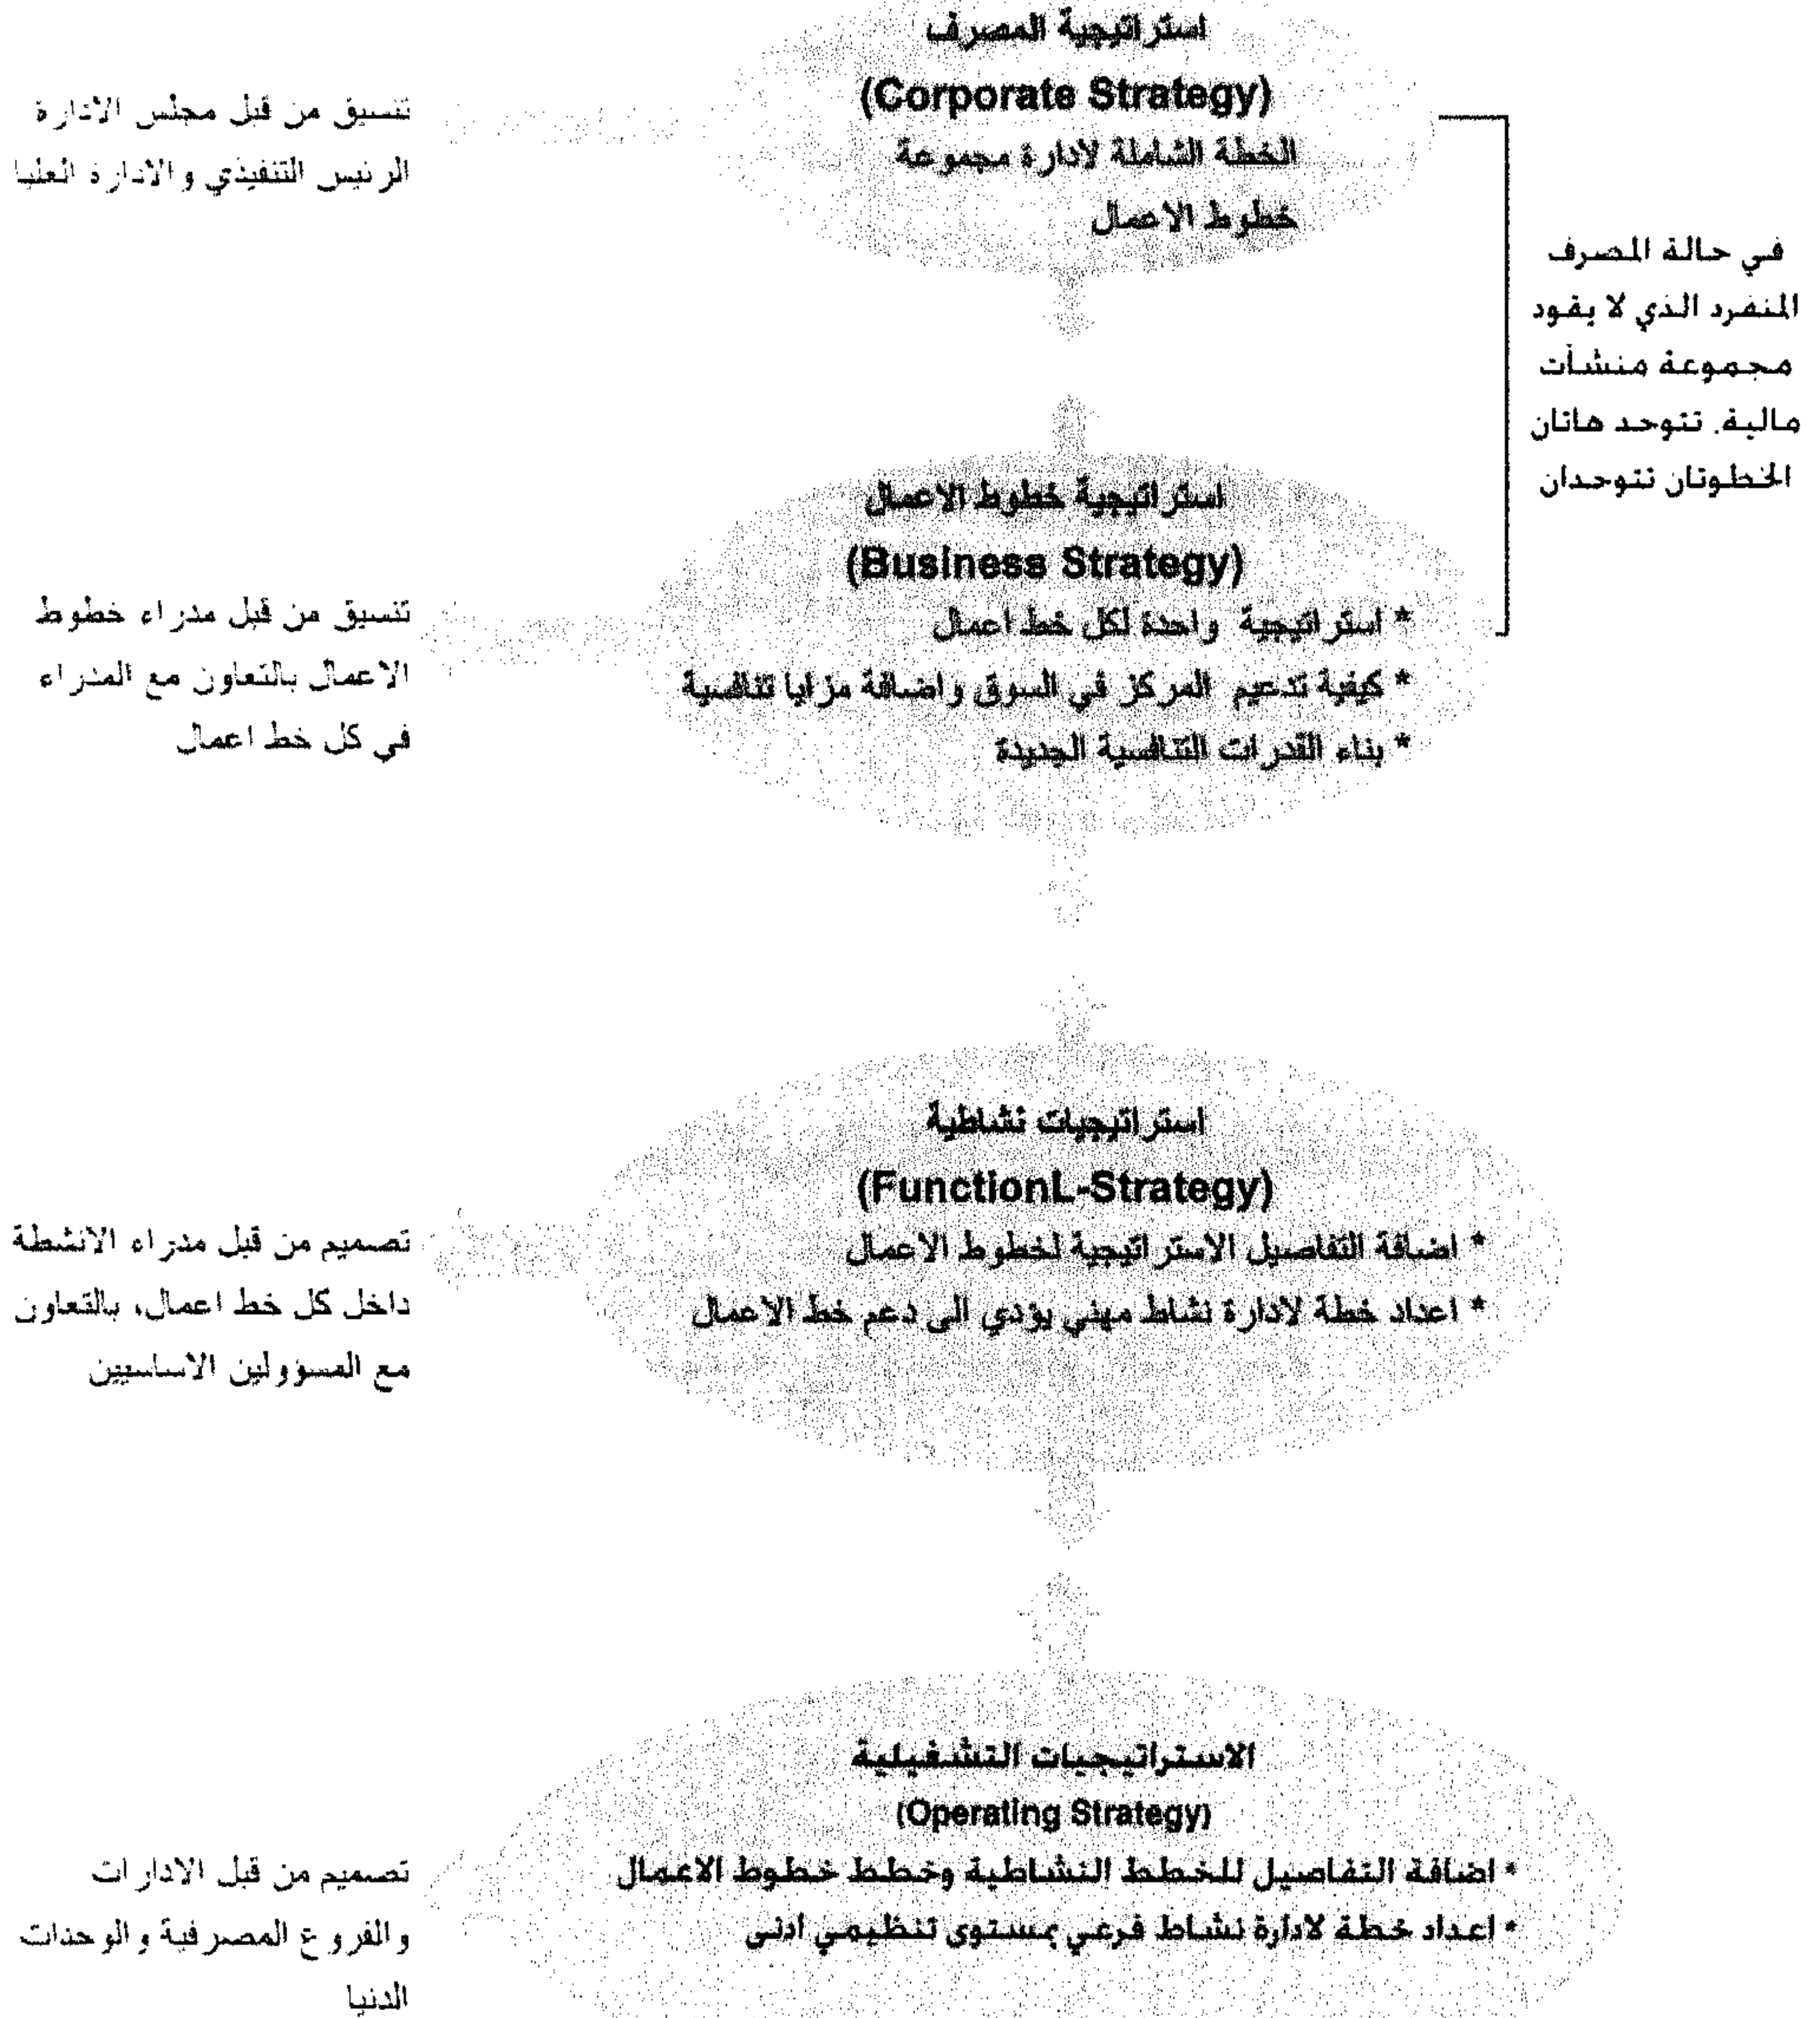 استراتيجية المصرف
(Corporate Strategy)
الخطة الشاملة لادارة مجموعة
خطوط الاعمال
تنسيق من قبل مجلس الادارة
الرئيس التنفيذي والادارة العليا
في حالة المصرف
المنفرد الذي لا يقود
مجموعة منشآت
مالية. تتوحد هاتان
الخطوتان تتوحدان
استراتيجية خطوط الاعمال
(Business Strategy)
* استراتيجية واحدة لكل خط اعمال
* كيفية تدعيم المركز في السوق واضافة مزايا تنافسية
* بناء القدرات التنافسية الجديدة
تنسيق من قبل مدراء خطوط
الاعمال بالتعاون مع المدراء
في كل خط اعمال
استراتيجيات نشاطية
(FunctionL-Strategy)
* اضافة التفاصيل الاستراتيجية لخطوط الاعمال
* اعداد خطة لادارة نشاط مهني يؤدي الى دعم خط الاعمال
تصميم من قبل مدراء الانشطة
داخل كل خط اعمال، بالتعاون
مع المسؤولين الاساسيين
الاستراتيجيات التشغيلية
(Operating Strategy)
* اضافة التفاصيل للخطط النشاطية وخطط خطوط الاعمال
* اعداد خطة لادارة نشاط فرعي بمستوى تنظيمي ادنى
تصميم من قبل الادارات
والفروع المصرفية والوحدات
الدنيا